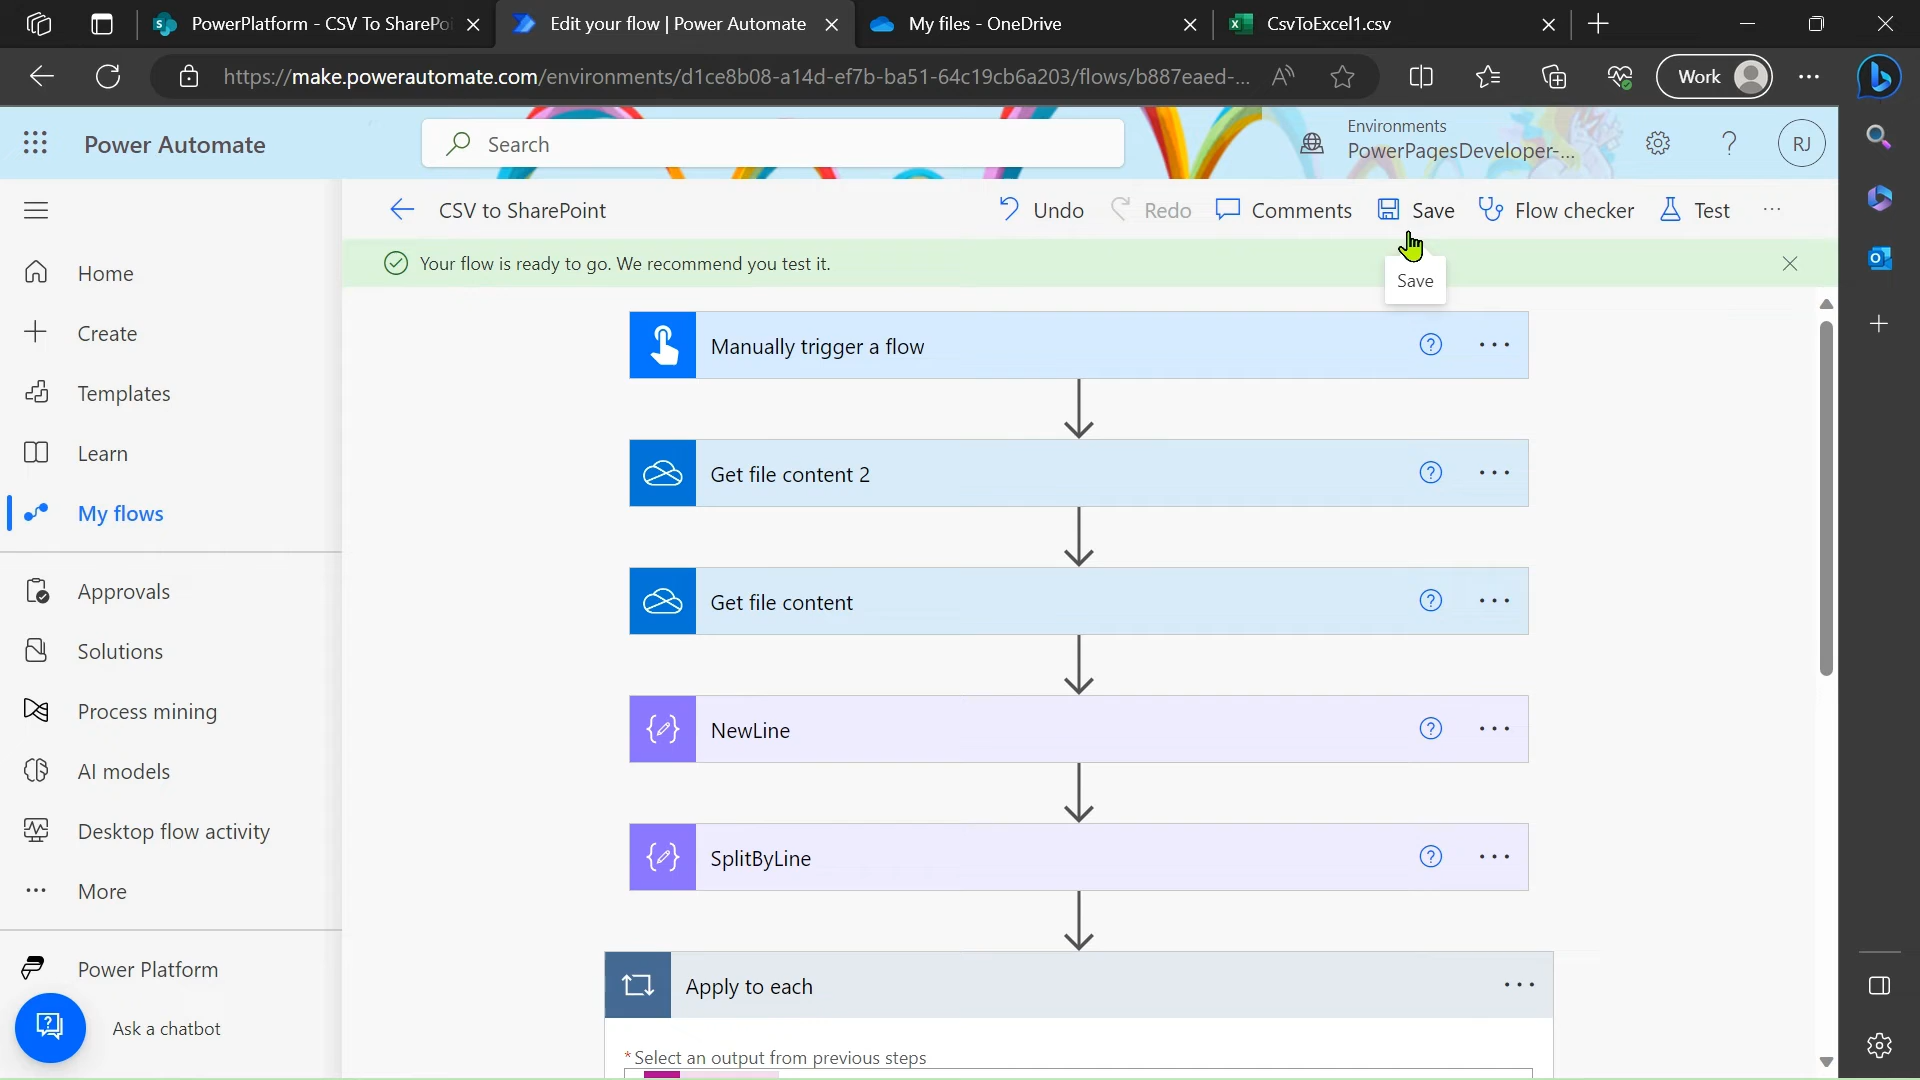 PowerPlatform - CSV To SharePoi
Edit your flow | Power Automate
My files - OneDrive
CsvToExcel1.csv
https://make.powerautomate.com/environments/d1ce8b08-a14d-ef7b-ba51-64c19cb6a203/flows/b887eaed-...
Work
Power Automate
Search
Environments
PowerPagesDeveloper-...
RJ
CSV to SharePoint
Undo
Redo
Comments
Save
Flow checker
Test
Your flow is ready to go. We recommend you test it.
Save
Home
Create
Templates
Learn
My flows
Approvals
Solutions
Process mining
AI models
Desktop flow activity
More
Power Platform
Ask a chatbot
Manually trigger a flow
Get file content 2
Get file content
NewLine
SplitByLine
Apply to each
*Select an output from previous steps